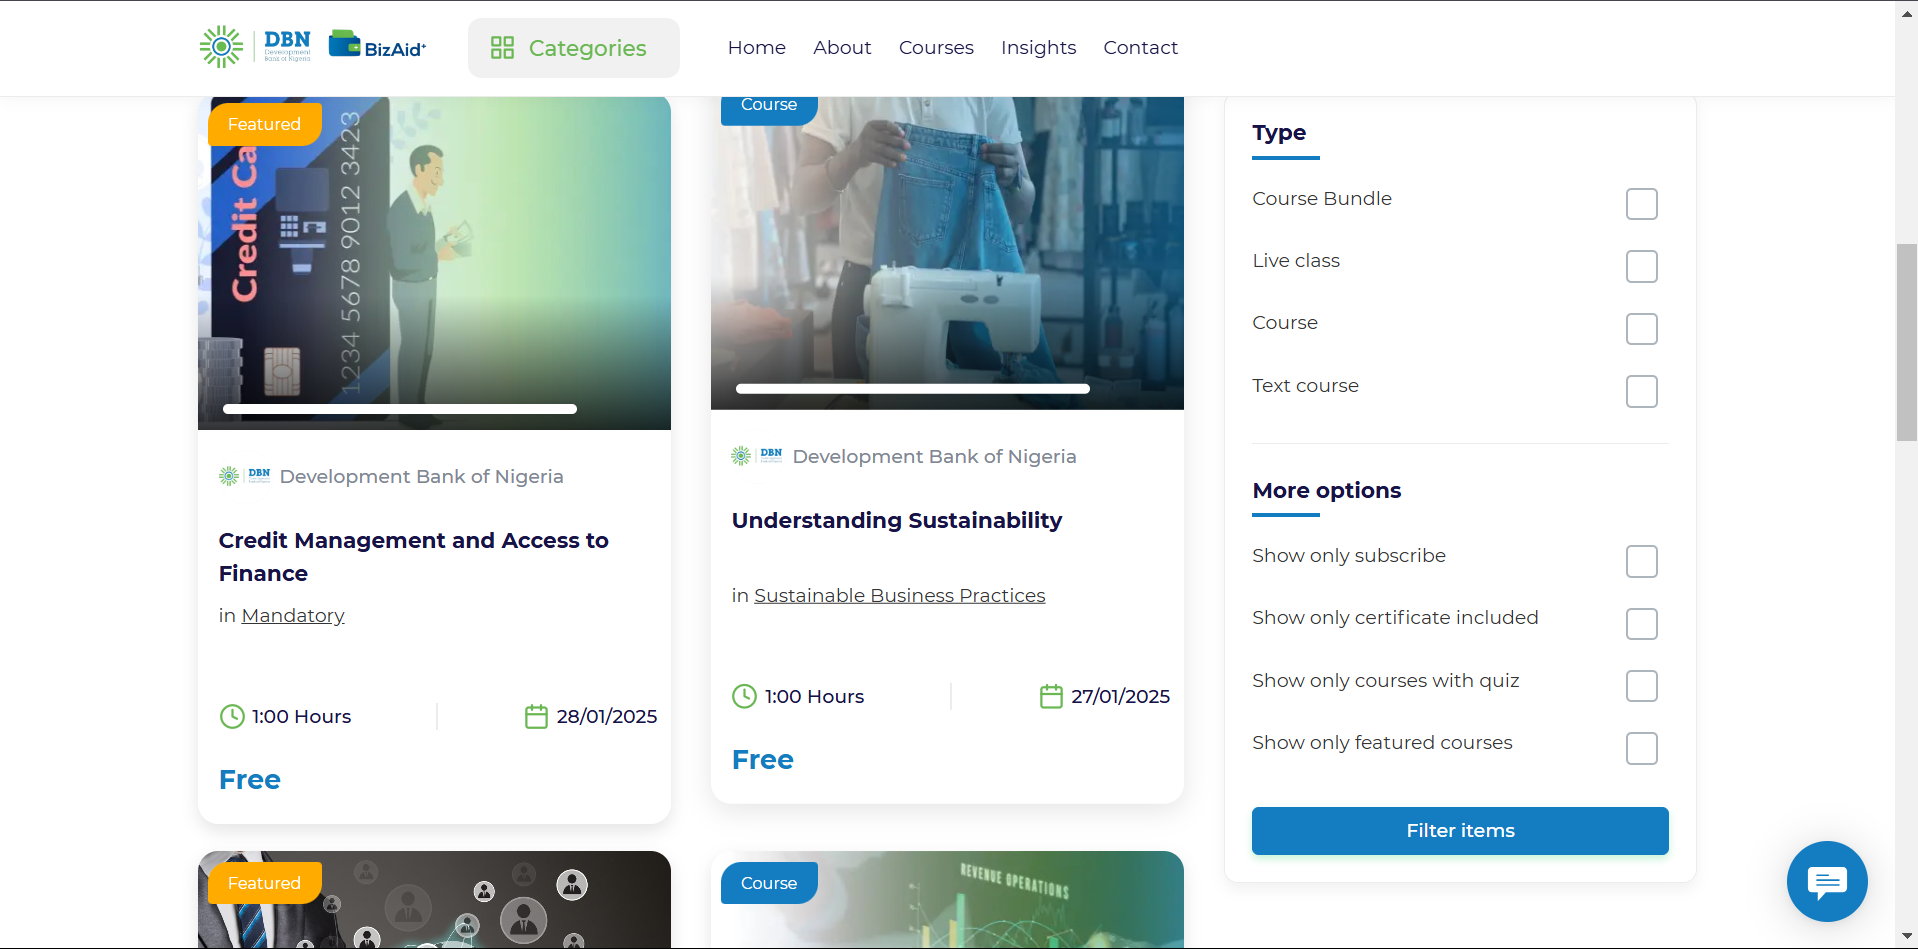 DBN
Development
Bank of Nigeria
BizAid+
Categories
Home
About
Courses
Insights
Contact
Featured
Credit Ca
1234 5678 9012 3423
DBN
Development Bank of Nigeria
Credit Management and Access to
Finance
in Mandatory
1:00 Hours
28/01/2025
Free
Course
DBN
Development Bank of Nigeria
Understanding Sustainability
in Sustainable Business Practices
1:00 Hours
27/01/2025
Free
Featured
Course
REVENUE OPERATIONS
Type
Course Bundle
Live class
Course
Text course
More options
Show only subscribe
Show only certificate included
Show only courses with quiz
Show only featured courses
Filter items